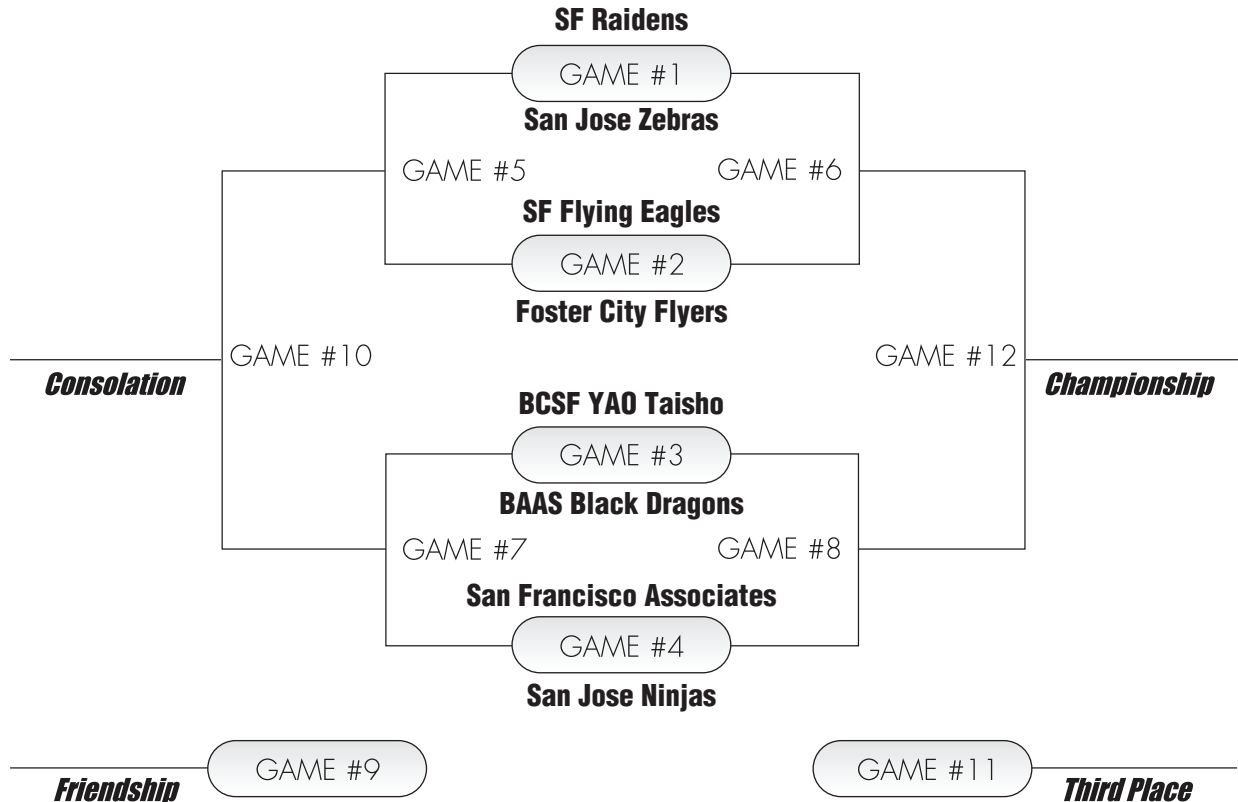 SF Raidens
GAME #1
San Jose Zebras
GAME #5
GAME #6
SF Flying Eagles
GAME #2
Foster City Flyers
GAME #10
GAME #12
Consolation
Championship
BCSF YAO Taisho
GAME #3
BAAS Black Dragons
GAME #7
GAME #8
San Francisco Associates
GAME #4
San Jose Ninjas
GAME #9
GAME #11
Friendship
Third Place